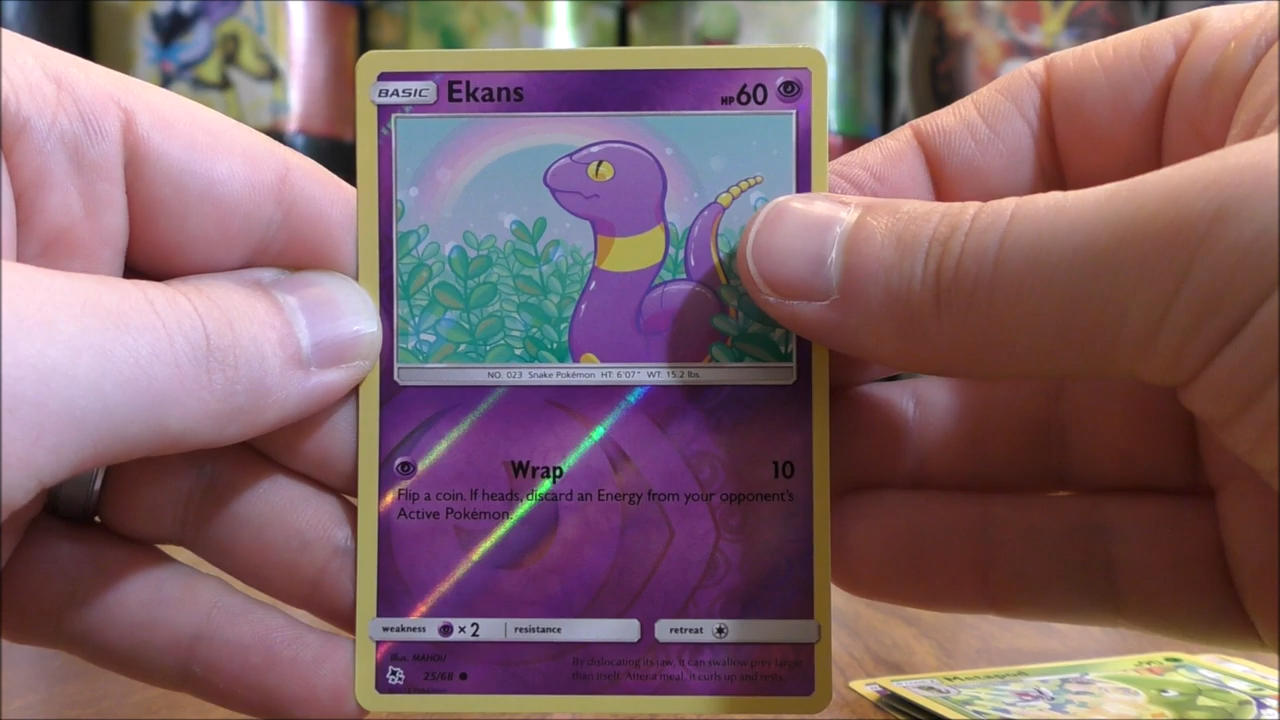 BASIC Ekans HP60
NO. 023 Snake Pokémon HT: 6'07" WT: 15.2 lbs.
Wrap 10
Flip a coin. If heads, discard an Energy from your opponent's
Active Pokémon.
weakness ×2 resistance retreat
Illus. MAHOU
25/68
By dislocating its jaw, it can swallow prey larger
than itself. After a meal, it curls up and rests.
Metapod